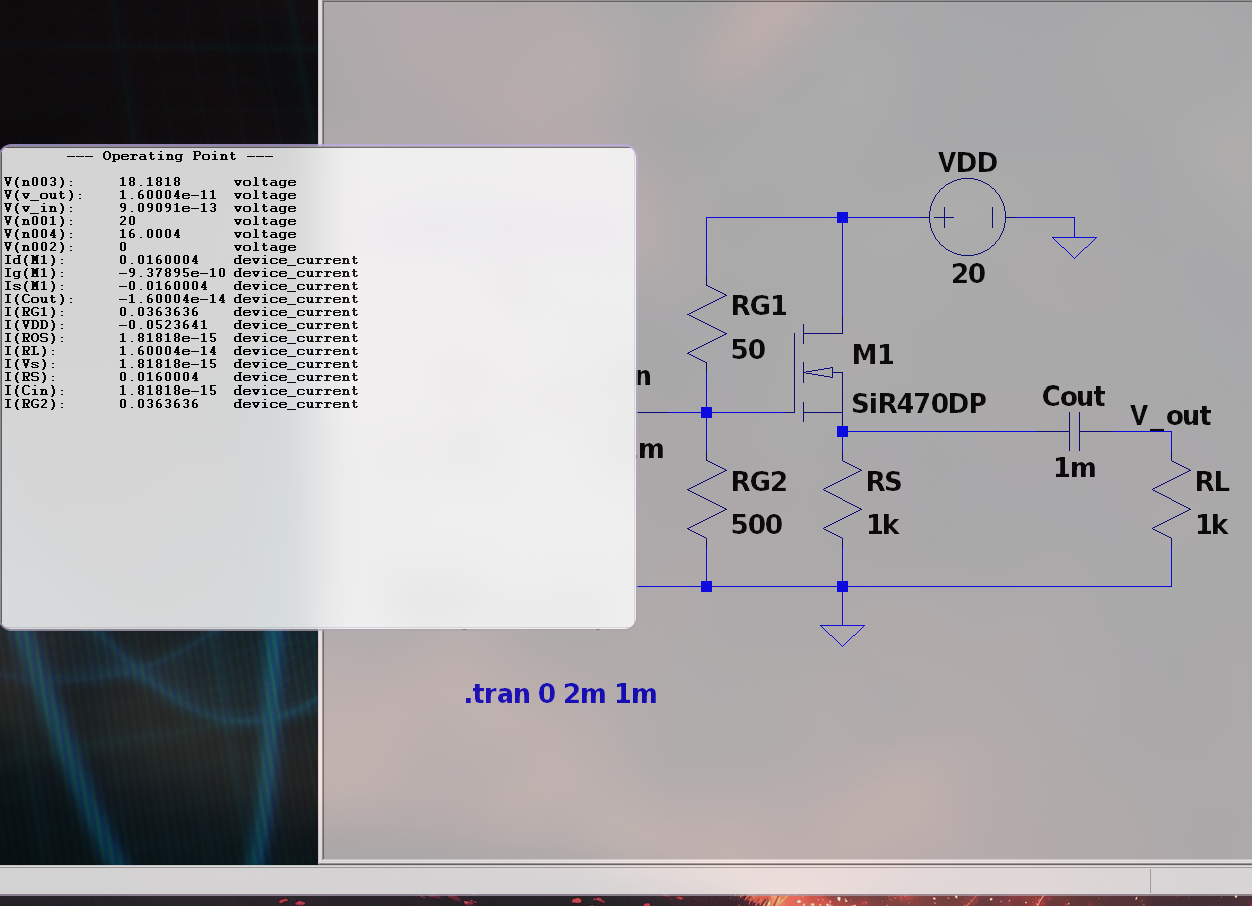 --- Operating Point ---
V(n003): 18.1818 voltage
V(v_out): 1.60004e-11 voltage
V(v_in): 9.09091e-13 voltage
V(n001): 20 voltage
V(n004): 16.0004 voltage
V(n002): 0 voltage
Id(M1): 0.0160004 device_current
Ig(M1): -9.37895e-10 device_current
Is(M1): -0.0160004 device_current
I(Cout): -1.60004e-14 device_current
I(RG1): 0.0363636 device_current
I(VDD): -0.0523641 device_current
I(ROS): 1.81818e-15 device_current
I(RL): 1.60004e-14 device_current
I(Vs): 1.81818e-15 device_current
I(RS): 0.0160004 device_current
I(Cin): 1.81818e-15 device_current
I(RG2): 0.0363636 device_current
VDD
20
RG1
50
n
M1
SiR470DP
Cout
V_out
m
1m
RG2
500
RS
1k
RL
1k
.tran 0 2m 1m